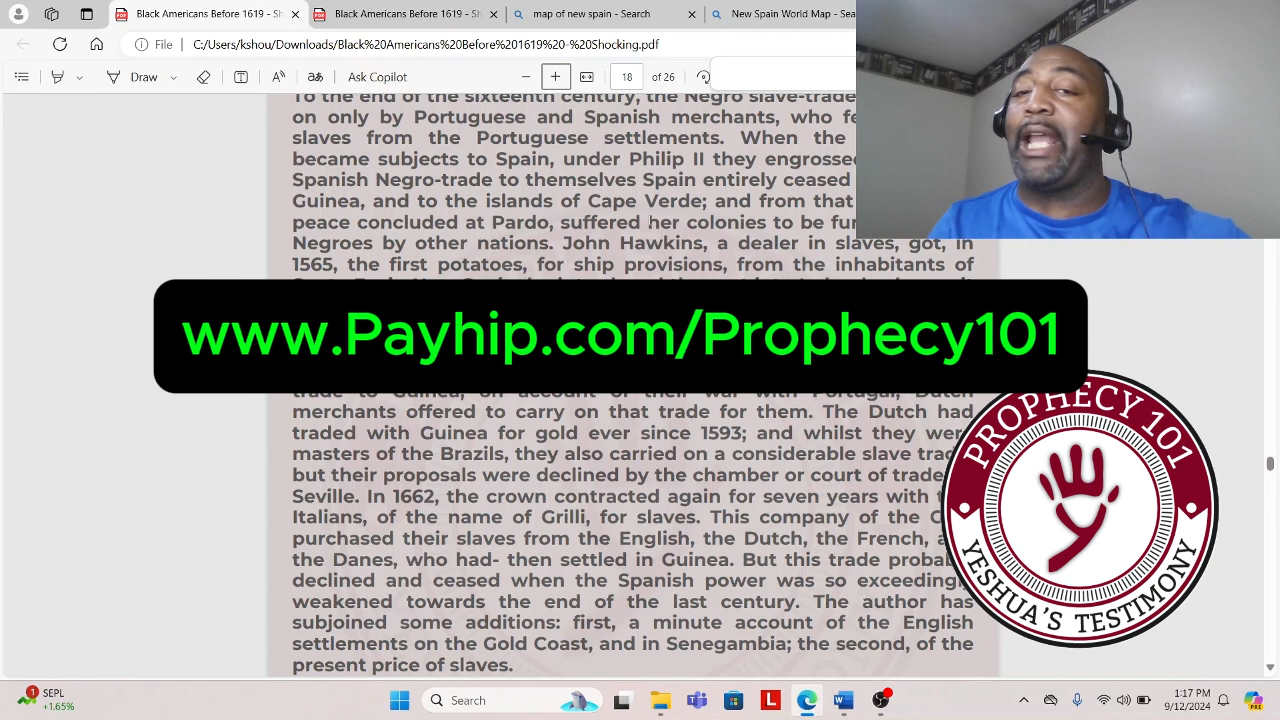 Black Americans Before 1619 - S
Black Americans Before 1619 - Sh
map of new spain - Search
New Spain World Map - Sea
File
C:/Users/kshou/Downloads/Black%20Americans%20Before%201619%20-%20Shocking.pdf
Draw
Ask Copilot
18
of 26
To the end of the sixteenth century, the Negro slave-trade
on only by Portuguese and Spanish merchants, who
slaves from the Portuguese settlements. When the
became subjects to Spain, under Philip II they engrossed
Spanish Negro-trade to themselves Spain entirely ceased
Guinea, and to the islands of Cape Verde; and from that
peace concluded at Pardo, suffered her colonies to be
Negroes by other nations. John Hawkins, a dealer in slaves, got, in
1565, the first potatoes, for ship provisions, from the inhabitants of
www.Payhip.com/Prophecy101
trade to Guinea, on account of their war with Portugal, Dutch
merchants offered to carry on that trade for them. The Dutch had
traded with Guinea for gold ever since 1593; and whilst they were
masters of the Brazils, they also carried on a considerable slave
but their proposals were declined by the chamber or court of trade
Seville. In 1662, the crown contracted again for seven years with
Italians, of the name of Grilli, for slaves. This company of the
purchased their slaves from the English, the Dutch, the French,
the Danes, who had- then settled in Guinea. But this trade
declined and ceased when the Spanish power was so
weakened towards the end of the last century. The author has
subjoined some additions: first, a minute account of the English
settlements on the Gold Coast, and in Senegambia; the second, of the
present price of slaves.
PROPHECY 101
YESHUA'S TESTIMONY
1
SEPL
+1.65%
Search
1:17 PM
9/12/2024